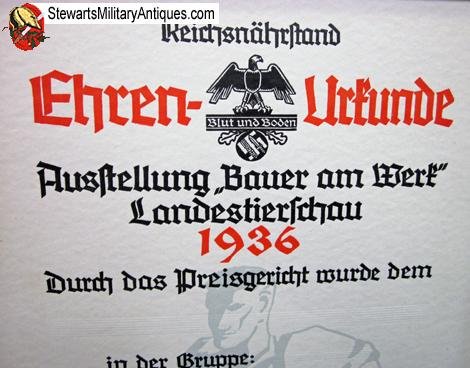 StewartsMilitaryAntiques.com
Reichsnährstand
Ehren-Urkunde
Blut und Boden
Ausstellung „Bauer am Werk“
Landestierschau
1936
Durch das Preisgericht wurde dem
in der Gruppe: